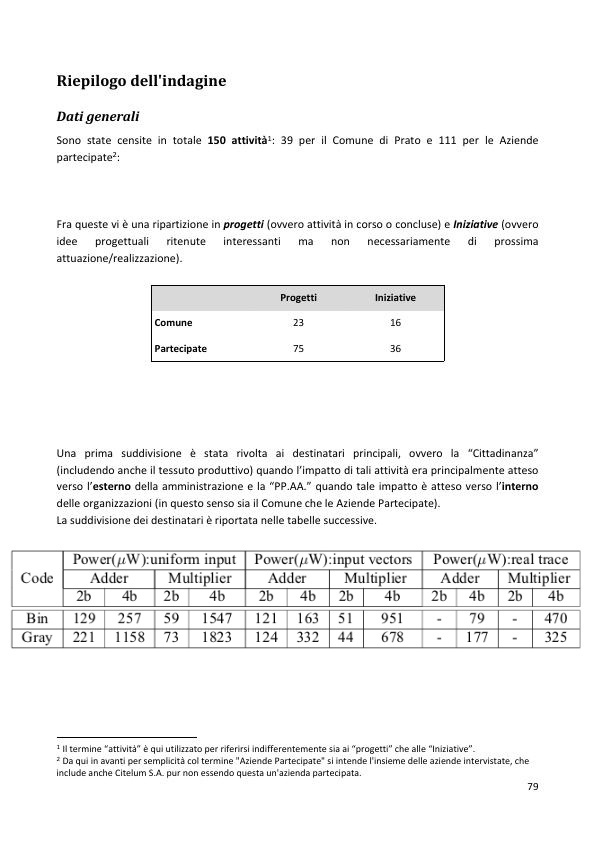 Riepilogo dell'indagine
Dati generali
Sono state censite in totale 150 attività1: 39 per il Comune di Prato e 111 per le Aziende
partecipate2:
Fra queste vi è una ripartizione in progetti (ovvero attività in corso o concluse) e Iniziative (ovvero
idee progettuali ritenute interessanti ma non necessariamente di prossima
attuazione/realizzazione).
Progetti Iniziative
Comune 23 16
Partecipate 75 36
Una prima suddivisione è stata rivolta ai destinatari principali, ovvero la “Cittadinanza”
(includendo anche il tessuto produttivo) quando l’impatto di tali attività era principalmente atteso
verso l’esterno della amministrazione e la “PP.AA.” quando tale impatto è atteso verso l’interno
delle organizzazioni (in questo senso sia il Comune che le Aziende Partecipate).
La suddivisione dei destinatari è riportata nelle tabelle successive.
Code Power(μW):uniform input Power(μW):input vectors Power(μW):real trace
Adder Multiplier Adder Multiplier Adder Multiplier
2b 4b 2b 4b 2b 4b 2b 4b 2b 4b 2b 4b
Bin 129 257 59 1547 121 163 51 951 - 79 - 470
Gray 221 1158 73 1823 124 332 44 678 - 177 - 325
1 Il termine “attività” è qui utilizzato per riferirsi indifferentemente sia ai “progetti” che alle “Iniziative”.
2 Da qui in avanti per semplicità col termine "Aziende Partecipate" si intende l'insieme delle aziende intervistate, che
include anche Citelum S.A. pur non essendo questa un'azienda partecipata.
79